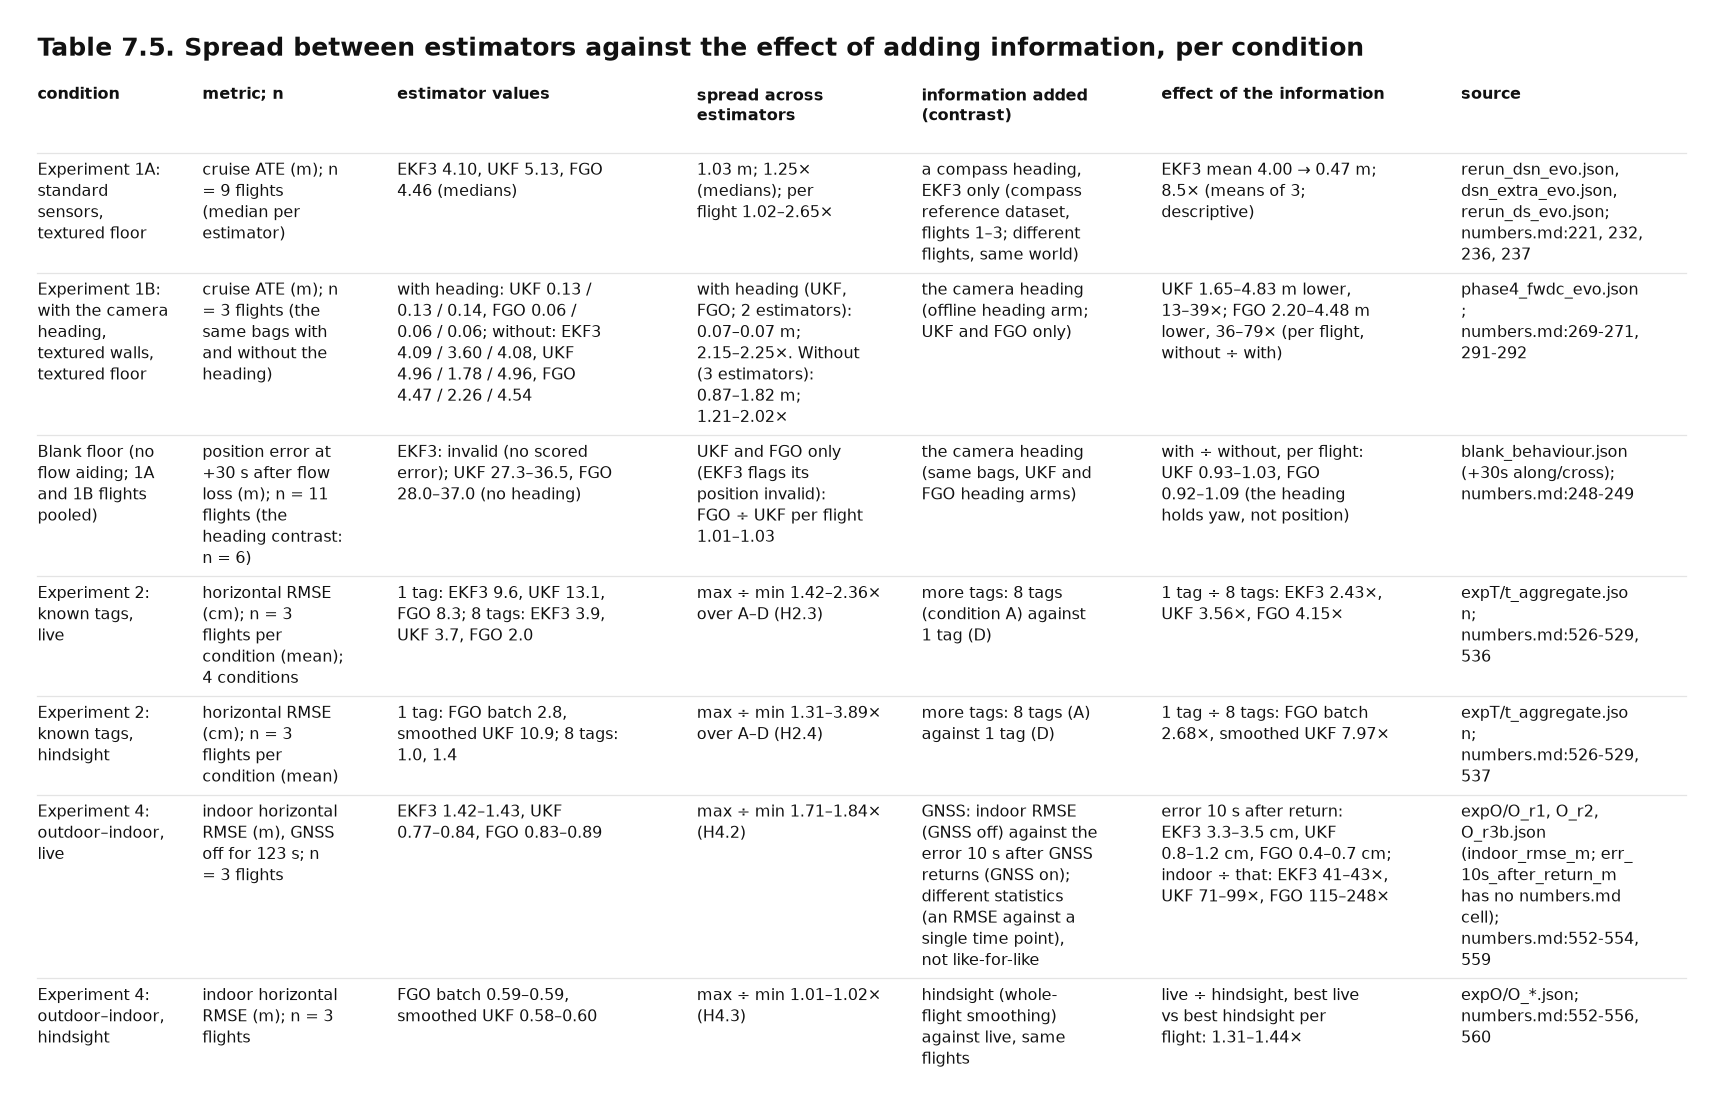 Table 7.5. Spread between estimators against the effect of adding information, per condition
condition
metric; n
estimator values
spread across
estimators
information added
(contrast)
effect of the information
source
Experiment 1A:
standard
sensors,
textured floor
cruise ATE (m); n
= 9 flights
(median per
estimator)
EKF3 4.10, UKF 5.13, FGO
4.46 (medians)
1.03 m; 1.25×
(medians); per
flight 1.02–2.65×
a compass heading,
EKF3 only (compass
reference dataset,
flights 1–3; different
flights, same world)
EKF3 mean 4.00 → 0.47 m;
8.5× (means of 3;
descriptive)
rerun_dsn_evo.json,
dsn_extra_evo.json,
rerun_ds_evo.json;
numbers.md:221, 232,
236, 237
Experiment 1B:
with the camera
heading,
textured walls,
textured floor
cruise ATE (m); n
= 3 flights (the
same bags with
and without the
heading)
with heading: UKF 0.13 /
0.13 / 0.14, FGO 0.06 /
0.06 / 0.06; without: EKF3
4.09 / 3.60 / 4.08, UKF
4.96 / 1.78 / 4.96, FGO
4.47 / 2.26 / 4.54
with heading (UKF,
FGO; 2 estimators):
0.07–0.07 m;
2.15–2.25×. Without
(3 estimators):
0.87–1.82 m;
1.21–2.02×
the camera heading
(offline heading arm;
UKF and FGO only)
UKF 1.65–4.83 m lower,
13–39×; FGO 2.20–4.48 m
lower, 36–79× (per flight,
without ÷ with)
phase4_fwdc_evo.json
;
numbers.md:269-271,
291-292
Blank floor (no
flow aiding; 1A
and 1B flights
pooled)
position error at
+30 s after flow
loss (m); n = 11
flights (the
heading contrast:
n = 6)
EKF3: invalid (no scored
error); UKF 27.3–36.5, FGO
28.0–37.0 (no heading)
UKF and FGO only
(EKF3 flags its
position invalid):
FGO ÷ UKF per flight
1.01–1.03
the camera heading
(same bags, UKF and
FGO heading arms)
with ÷ without, per flight:
UKF 0.93–1.03, FGO
0.92–1.09 (the heading
holds yaw, not position)
blank_behaviour.json
(+30s along/cross);
numbers.md:248-249
Experiment 2:
known tags,
live
horizontal RMSE
(cm); n = 3
flights per
condition (mean);
4 conditions
1 tag: EKF3 9.6, UKF 13.1,
FGO 8.3; 8 tags: EKF3 3.9,
UKF 3.7, FGO 2.0
max ÷ min 1.42–2.36×
over A–D (H2.3)
more tags: 8 tags
(condition A) against
1 tag (D)
1 tag ÷ 8 tags: EKF3 2.43×,
UKF 3.56×, FGO 4.15×
expT/t_aggregate.jso
n;
numbers.md:526-529,
536
Experiment 2:
known tags,
hindsight
horizontal RMSE
(cm); n = 3
flights per
condition (mean)
1 tag: FGO batch 2.8,
smoothed UKF 10.9; 8 tags:
1.0, 1.4
max ÷ min 1.31–3.89×
over A–D (H2.4)
more tags: 8 tags (A)
against 1 tag (D)
1 tag ÷ 8 tags: FGO batch
2.68×, smoothed UKF 7.97×
expT/t_aggregate.jso
n;
numbers.md:526-529,
537
Experiment 4:
outdoor–indoor,
live
indoor horizontal
RMSE (m), GNSS
off for 123 s; n
= 3 flights
EKF3 1.42–1.43, UKF
0.77–0.84, FGO 0.83–0.89
max ÷ min 1.71–1.84×
(H4.2)
GNSS: indoor RMSE
(GNSS off) against the
error 10 s after GNSS
returns (GNSS on);
different statistics
(an RMSE against a
single time point),
not like-for-like
error 10 s after return:
EKF3 3.3–3.5 cm, UKF
0.8–1.2 cm, FGO 0.4–0.7 cm;
indoor ÷ that: EKF3 41–43×,
UKF 71–99×, FGO 115–248×
expO/O_r1, O_r2,
O_r3b.json
(indoor_rmse_m; err_
10s_after_return_m
has no numbers.md
cell);
numbers.md:552-554,
559
Experiment 4:
outdoor–indoor,
hindsight
indoor horizontal
RMSE (m); n = 3
flights
FGO batch 0.59–0.59,
smoothed UKF 0.58–0.60
max ÷ min 1.01–1.02×
(H4.3)
hindsight (whole-
flight smoothing)
against live, same
flights
live ÷ hindsight, best live
vs best hindsight per
flight: 1.31–1.44×
expO/O_*.json;
numbers.md:552-556,
560